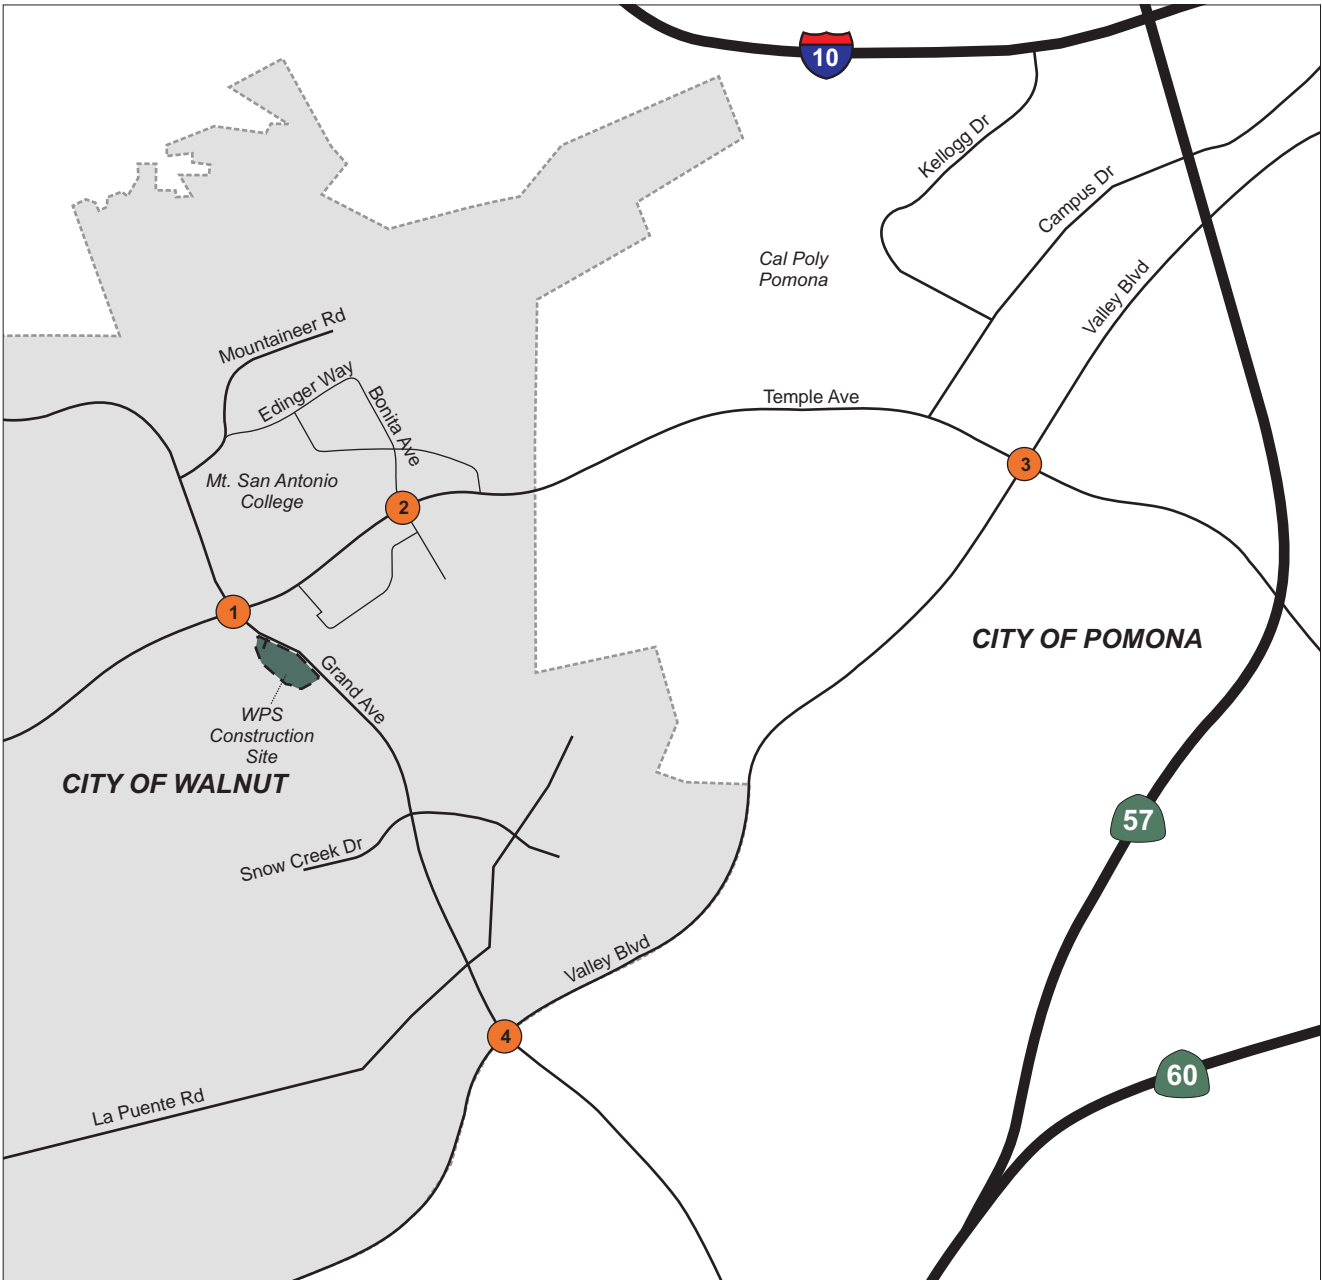 10
Kellogg Dr
Campus Dr
Cal Poly
Pomona
Valley Blvd
Mountaineer Rd
Edinger Way
Bonita Ave
Temple Ave
Mt. San Antonio
College
3
2
1
CITY OF POMONA
Grand Ave
WPS
Construction
Site
CITY OF WALNUT
57
Snow Creek Dr
Valley Blvd
4
60
La Puente Rd